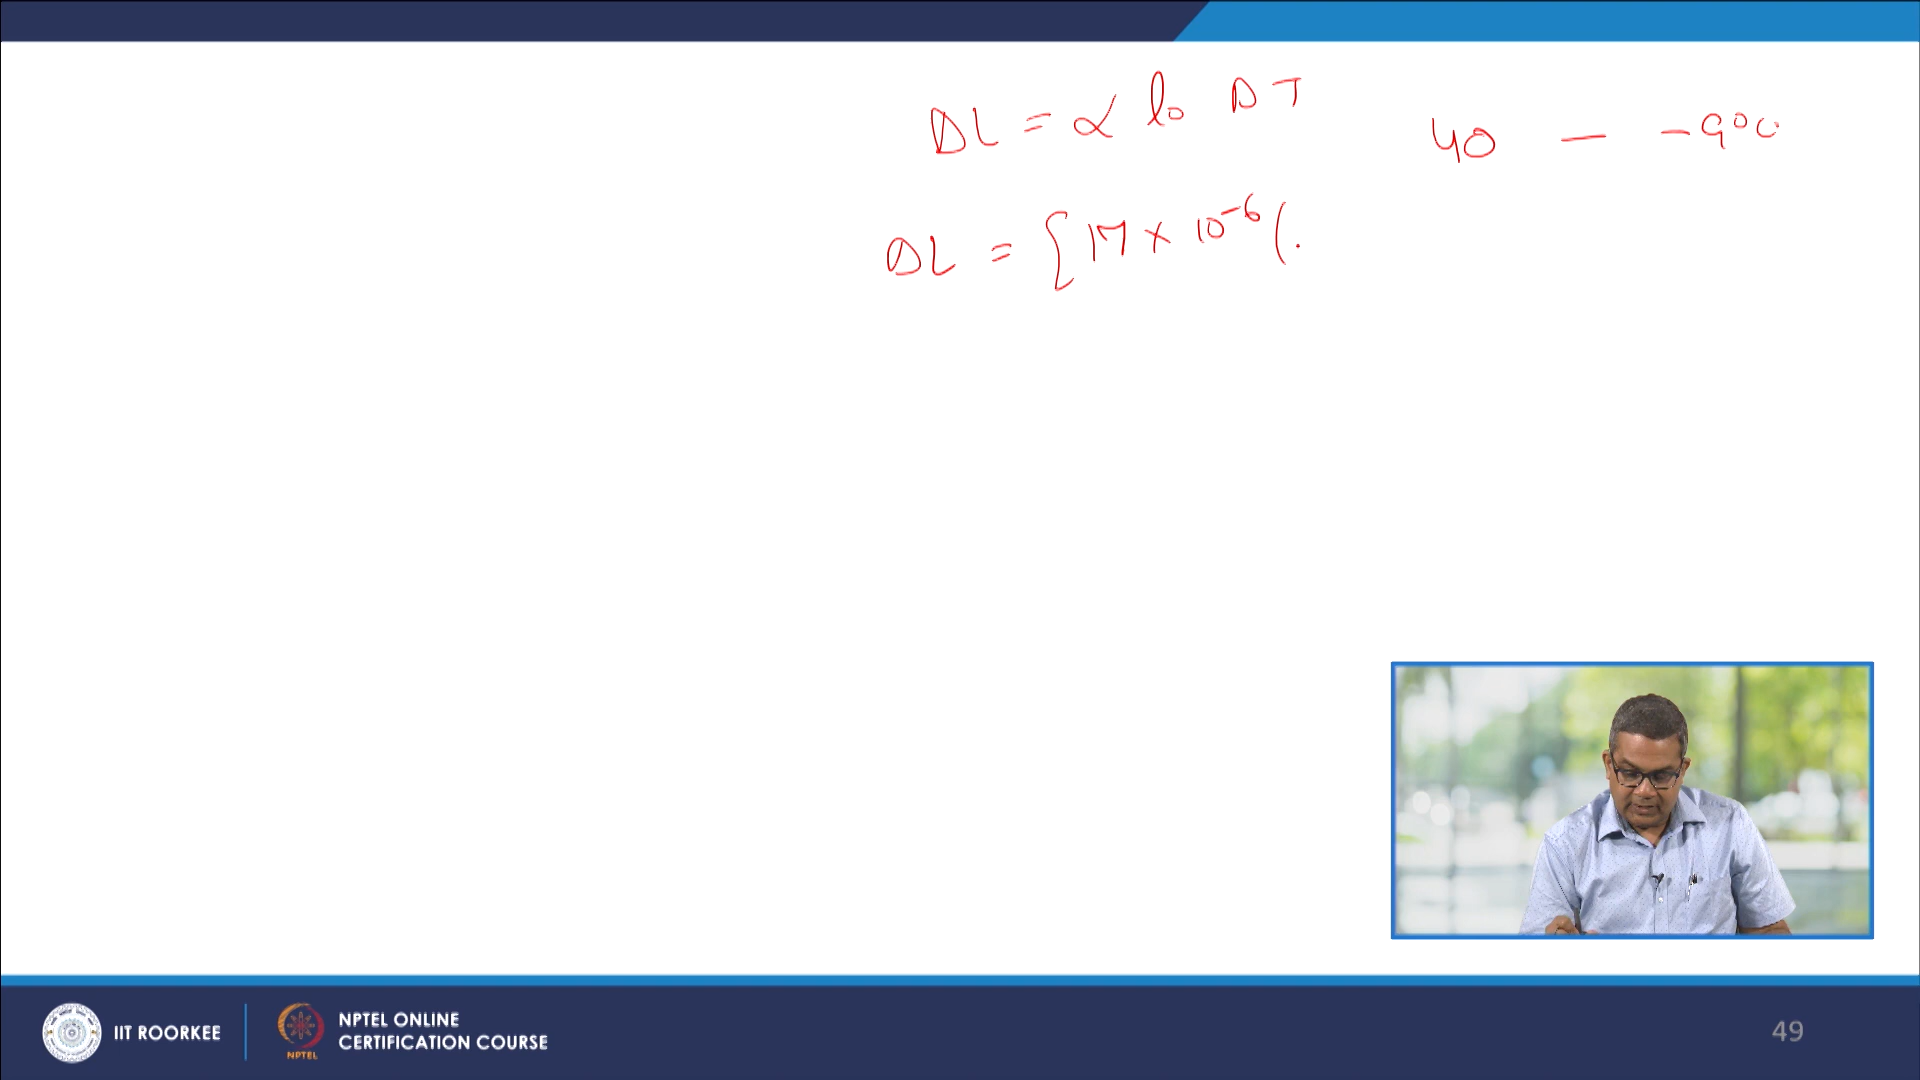 ΔL = α l₀ ΔT
40 — -9°C
ΔL = {17 × 10⁻⁶ (.
IIT ROORKEE
NPTEL
NPTEL ONLINE
CERTIFICATION COURSE
49